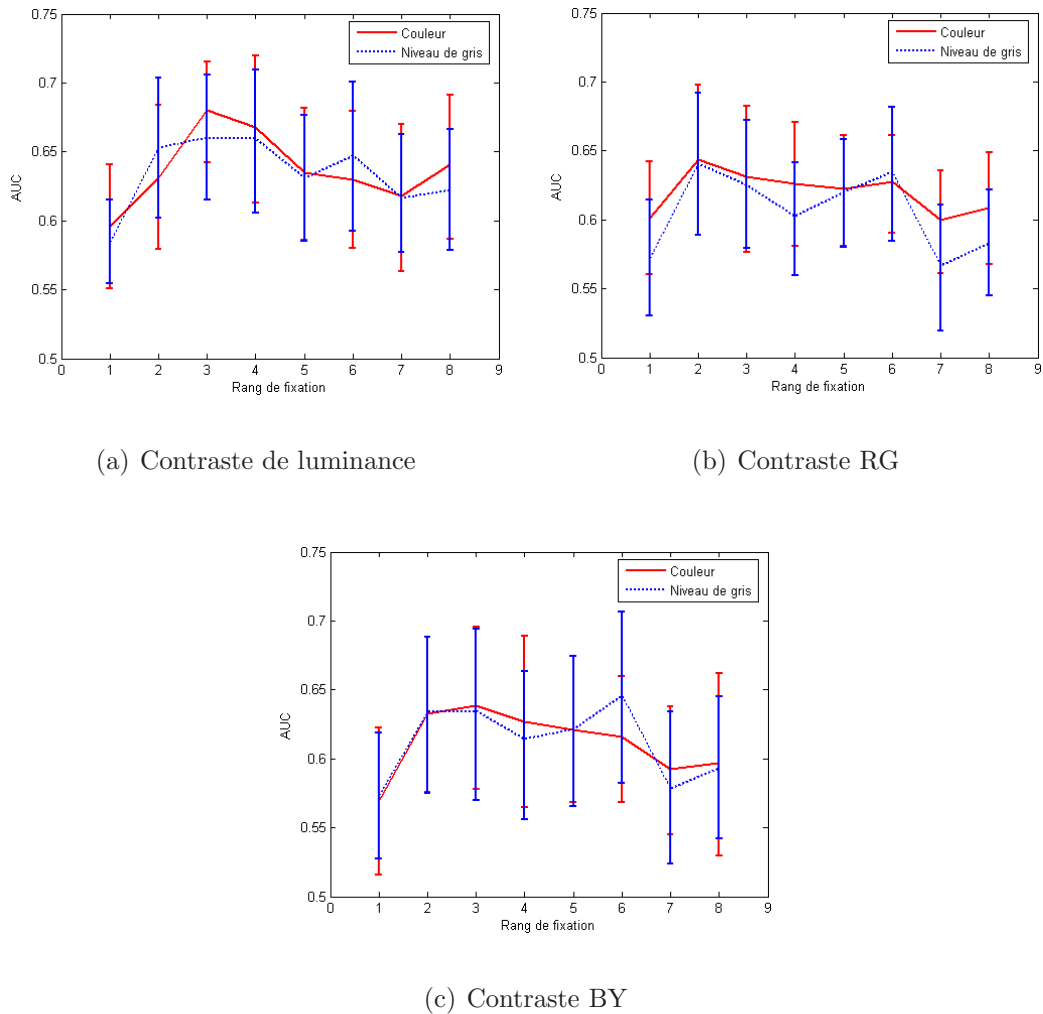 0.75
0.7
0.65
0.6
0.55
0.5
AUC
0 1 2 3 4 5 6 7 8 9
Rang de fixation
Couleur
Niveau de gris
(a) Contraste de luminance
0.75
0.7
0.65
0.6
0.55
0.5
AUC
0 1 2 3 4 5 6 7 8 9
Rang de fixation
Couleur
Niveau de gris
(b) Contraste RG
0.75
0.7
0.65
0.6
0.55
0.5
AUC
0 1 2 3 4 5 6 7 8 9
Rang de fixation
Couleur
Niveau de gris
(c) Contraste BY